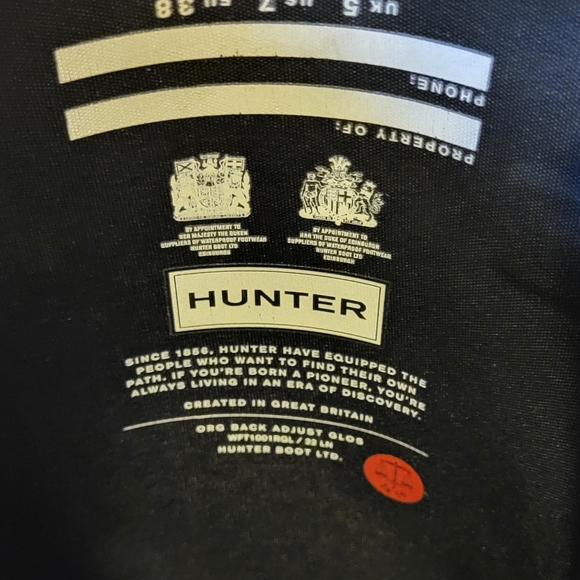 UK 5 US 7 EU 38
PHONE:
PROPERTY OF:
BY APPOINTMENT TO
HER MAJESTY THE QUEEN
SUPPLIERS OF WATERPROOF FOOTWEAR
HUNTER BOOT LTD
EDINBURGH
BY APPOINTMENT TO
HRH THE DUKE OF EDINBURGH
SUPPLIERS OF WATERPROOF FOOTWEAR
HUNTER BOOT LTD
EDINBURGH
HUNTER
SINCE 1856, HUNTER HAVE EQUIPPED THE
PEOPLE WHO WANT TO FIND THEIR OWN
PATH. IF YOU'RE BORN A PIONEER, YOU'RE
ALWAYS LIVING IN AN ERA OF DISCOVERY.
CREATED IN GREAT BRITAIN
ORG BACK ADJUST GLOS
WFT1001RGL / 22 LN
HUNTER BOOT LTD.